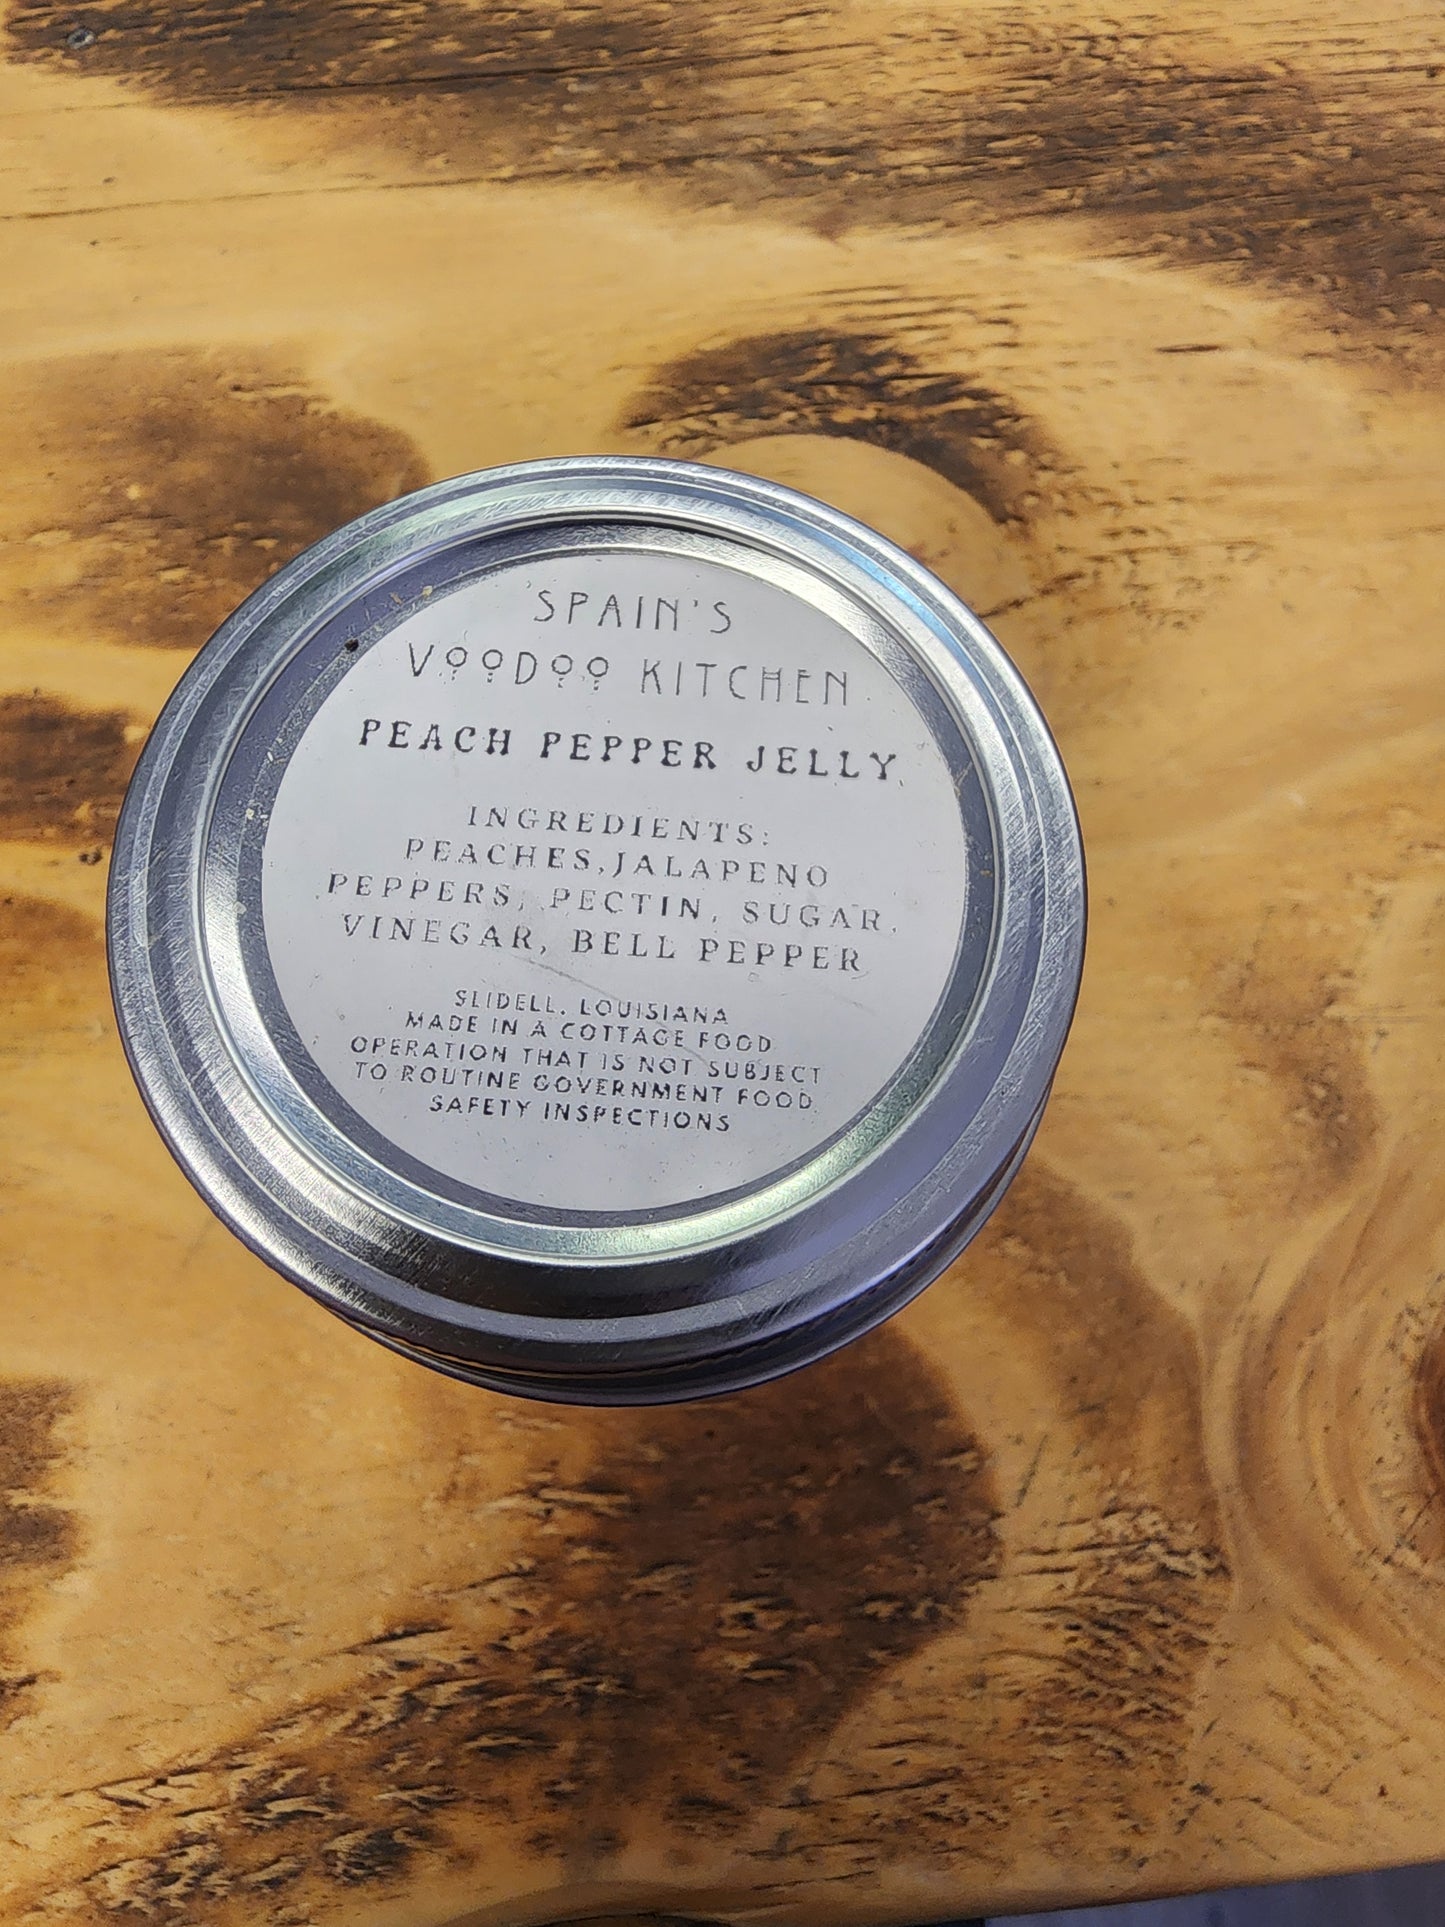 SPAIN'S
VOODOO KITCHEN
PEACH PEPPER JELLY
INGREDIENTS:
PEACHES, JALAPENO
PEPPERS, PECTIN, SUGAR,
VINEGAR, BELL PEPPER
SLIDELL, LOUISIANA
MADE IN A COTTAGE FOOD
OPERATION THAT IS NOT SUBJECT
TO ROUTINE GOVERNMENT FOOD
SAFETY INSPECTIONS